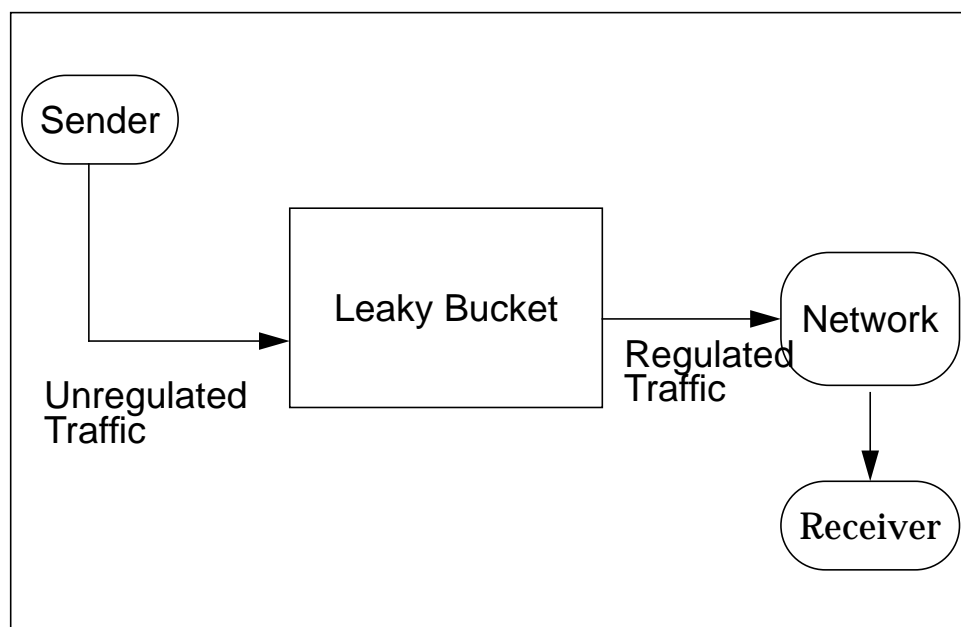 Sender
Leaky Bucket
Network
Regulated
Traffic
Unregulated
Traffic
Receiver